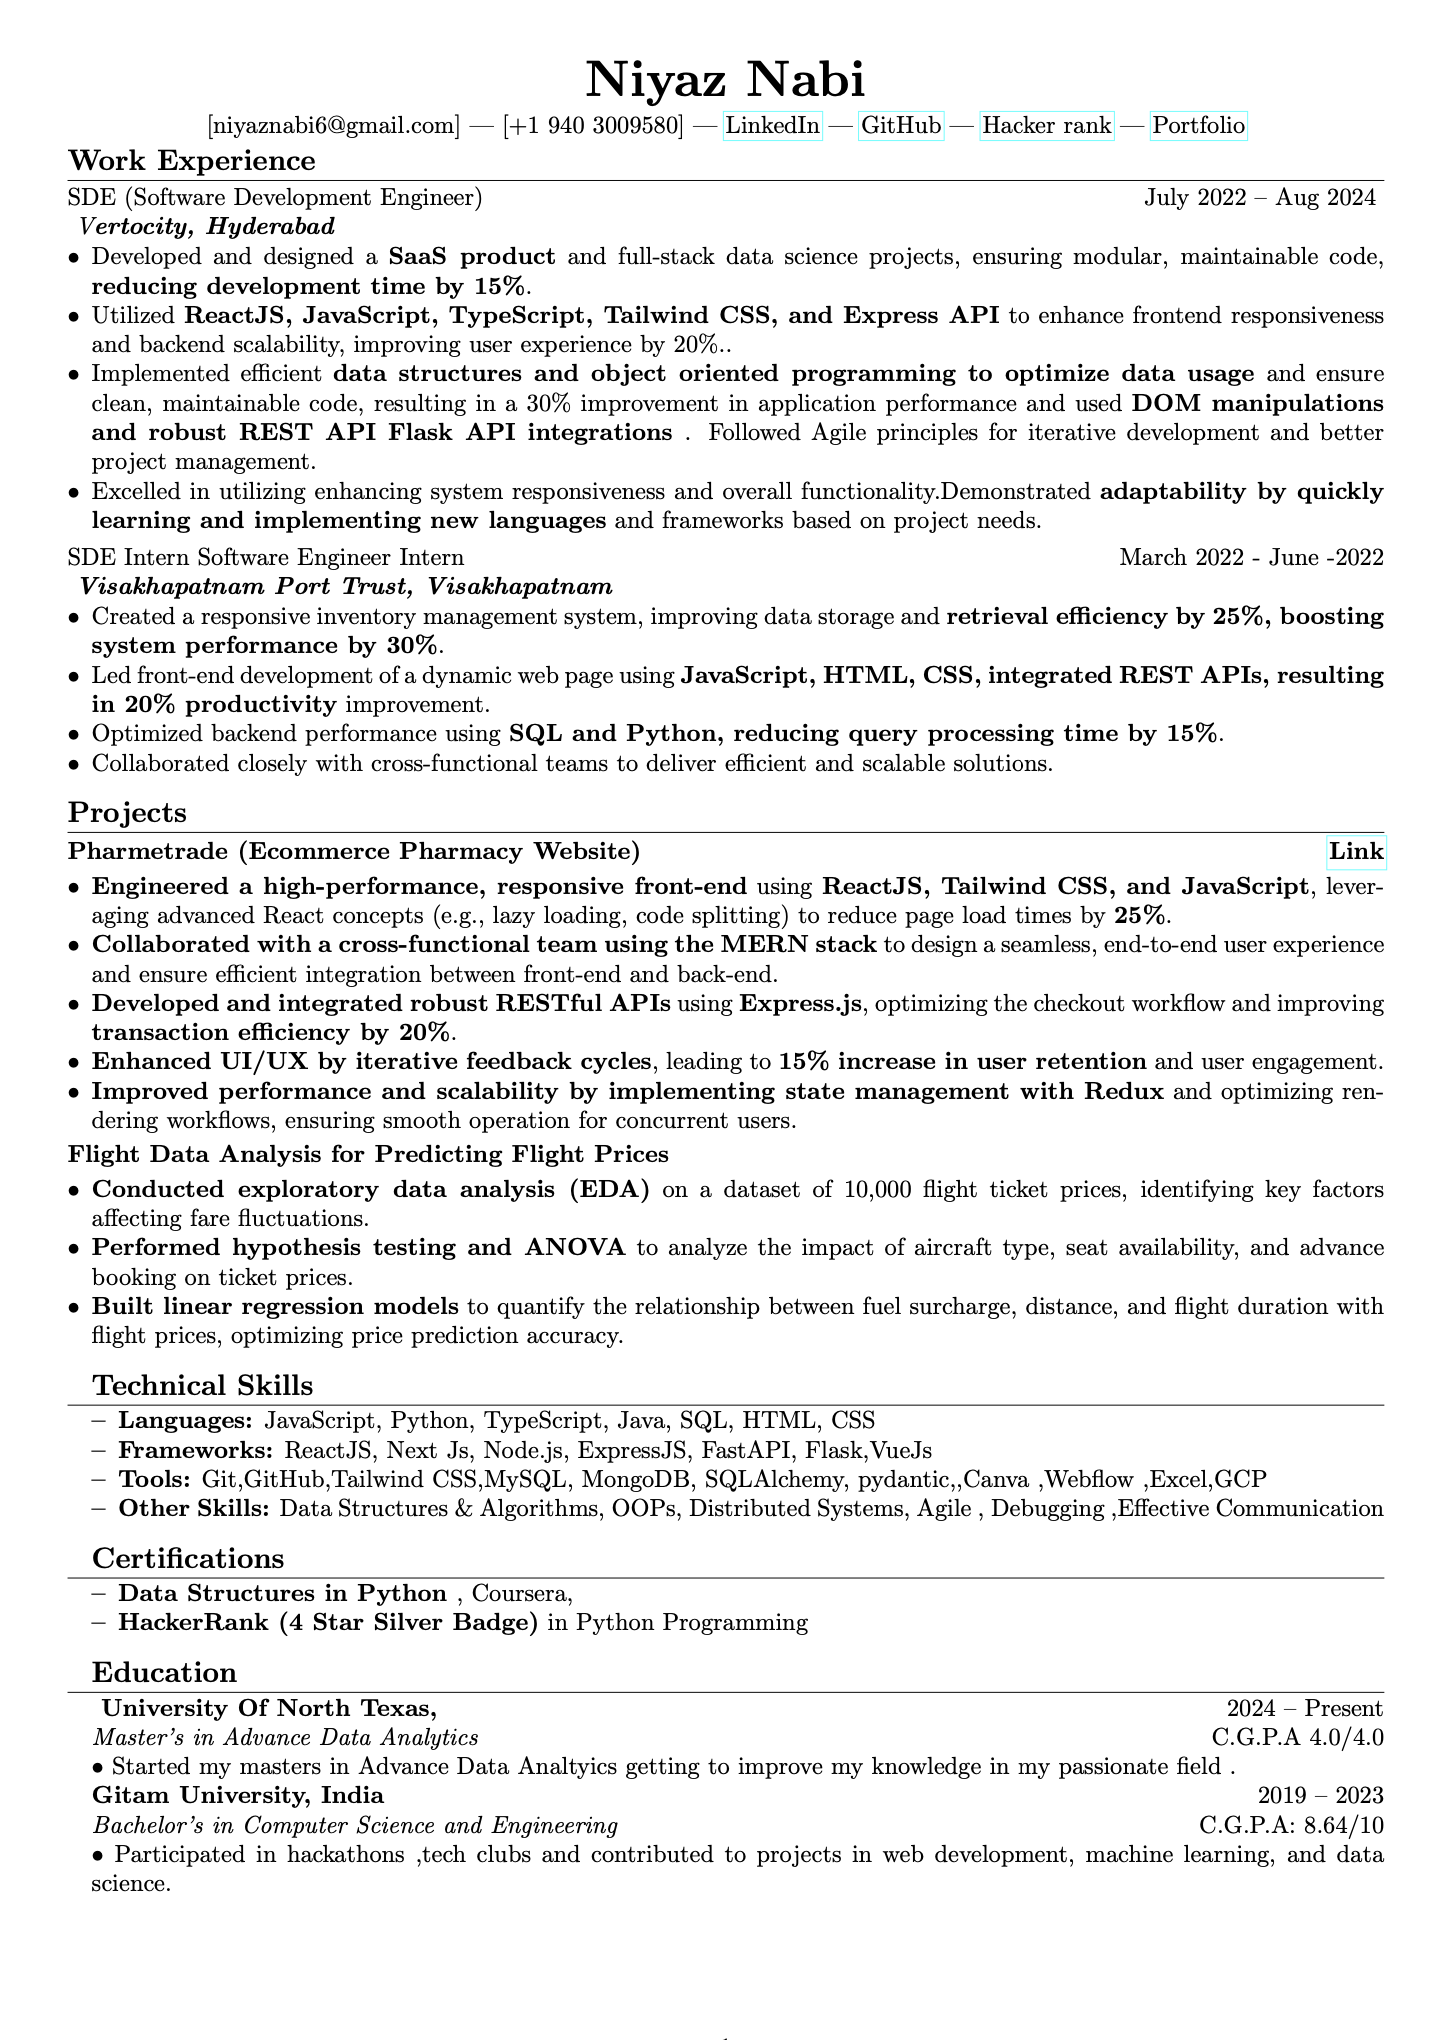 Niyaz Nabi
[niyaznabi6@gmail.com] — [+1 940 3009580] — LinkedIn — GitHub — Hacker rank — Portfolio
Work Experience
SDE (Software Development Engineer) July 2022 – Aug 2024
Vertocity, Hyderabad
• Developed and designed a SaaS product and full-stack data science projects, ensuring modular, maintainable code,
reducing development time by 15%.
• Utilized ReactJS, JavaScript, TypeScript, Tailwind CSS, and Express API to enhance frontend responsiveness
and backend scalability, improving user experience by 20%..
• Implemented efficient data structures and object oriented programming to optimize data usage and ensure
clean, maintainable code, resulting in a 30% improvement in application performance and used DOM manipulations
and robust REST API Flask API integrations . Followed Agile principles for iterative development and better
project management.
• Excelled in utilizing enhancing system responsiveness and overall functionality.Demonstrated adaptability by quickly
learning and implementing new languages and frameworks based on project needs.
SDE Intern Software Engineer Intern March 2022 - June -2022
Visakhapatnam Port Trust, Visakhapatnam
• Created a responsive inventory management system, improving data storage and retrieval efficiency by 25%, boosting
system performance by 30%.
• Led front-end development of a dynamic web page using JavaScript, HTML, CSS, integrated REST APIs, resulting
in 20% productivity improvement.
• Optimized backend performance using SQL and Python, reducing query processing time by 15%.
• Collaborated closely with cross-functional teams to deliver efficient and scalable solutions.
Projects
Pharmetrade (Ecommerce Pharmacy Website) Link
• Engineered a high-performance, responsive front-end using ReactJS, Tailwind CSS, and JavaScript, lever-
aging advanced React concepts (e.g., lazy loading, code splitting) to reduce page load times by 25%.
• Collaborated with a cross-functional team using the MERN stack to design a seamless, end-to-end user experience
and ensure efficient integration between front-end and back-end.
• Developed and integrated robust RESTful APIs using Express.js, optimizing the checkout workflow and improving
transaction efficiency by 20%.
• Enhanced UI/UX by iterative feedback cycles, leading to 15% increase in user retention and user engagement.
• Improved performance and scalability by implementing state management with Redux and optimizing ren-
dering workflows, ensuring smooth operation for concurrent users.
Flight Data Analysis for Predicting Flight Prices
• Conducted exploratory data analysis (EDA) on a dataset of 10,000 flight ticket prices, identifying key factors
affecting fare fluctuations.
• Performed hypothesis testing and ANOVA to analyze the impact of aircraft type, seat availability, and advance
booking on ticket prices.
• Built linear regression models to quantify the relationship between fuel surcharge, distance, and flight duration with
flight prices, optimizing price prediction accuracy.
Technical Skills
– Languages: JavaScript, Python, TypeScript, Java, SQL, HTML, CSS
– Frameworks: ReactJS, Next Js, Node.js, ExpressJS, FastAPI, Flask,VueJs
– Tools: Git,GitHub,Tailwind CSS,MySQL, MongoDB, SQLAlchemy, pydantic,,Canva ,Webflow ,Excel,GCP
– Other Skills: Data Structures & Algorithms, OOPs, Distributed Systems, Agile , Debugging ,Effective Communication
Certifications
– Data Structures in Python , Coursera,
– HackerRank (4 Star Silver Badge) in Python Programming
Education
University Of North Texas, 2024 – Present
Master's in Advance Data Analytics C.G.P.A 4.0/4.0
• Started my masters in Advance Data Analtyics getting to improve my knowledge in my passionate field .
Gitam University, India 2019 – 2023
Bachelor's in Computer Science and Engineering C.G.P.A: 8.64/10
• Participated in hackathons ,tech clubs and contributed to projects in web development, machine learning, and data
science.